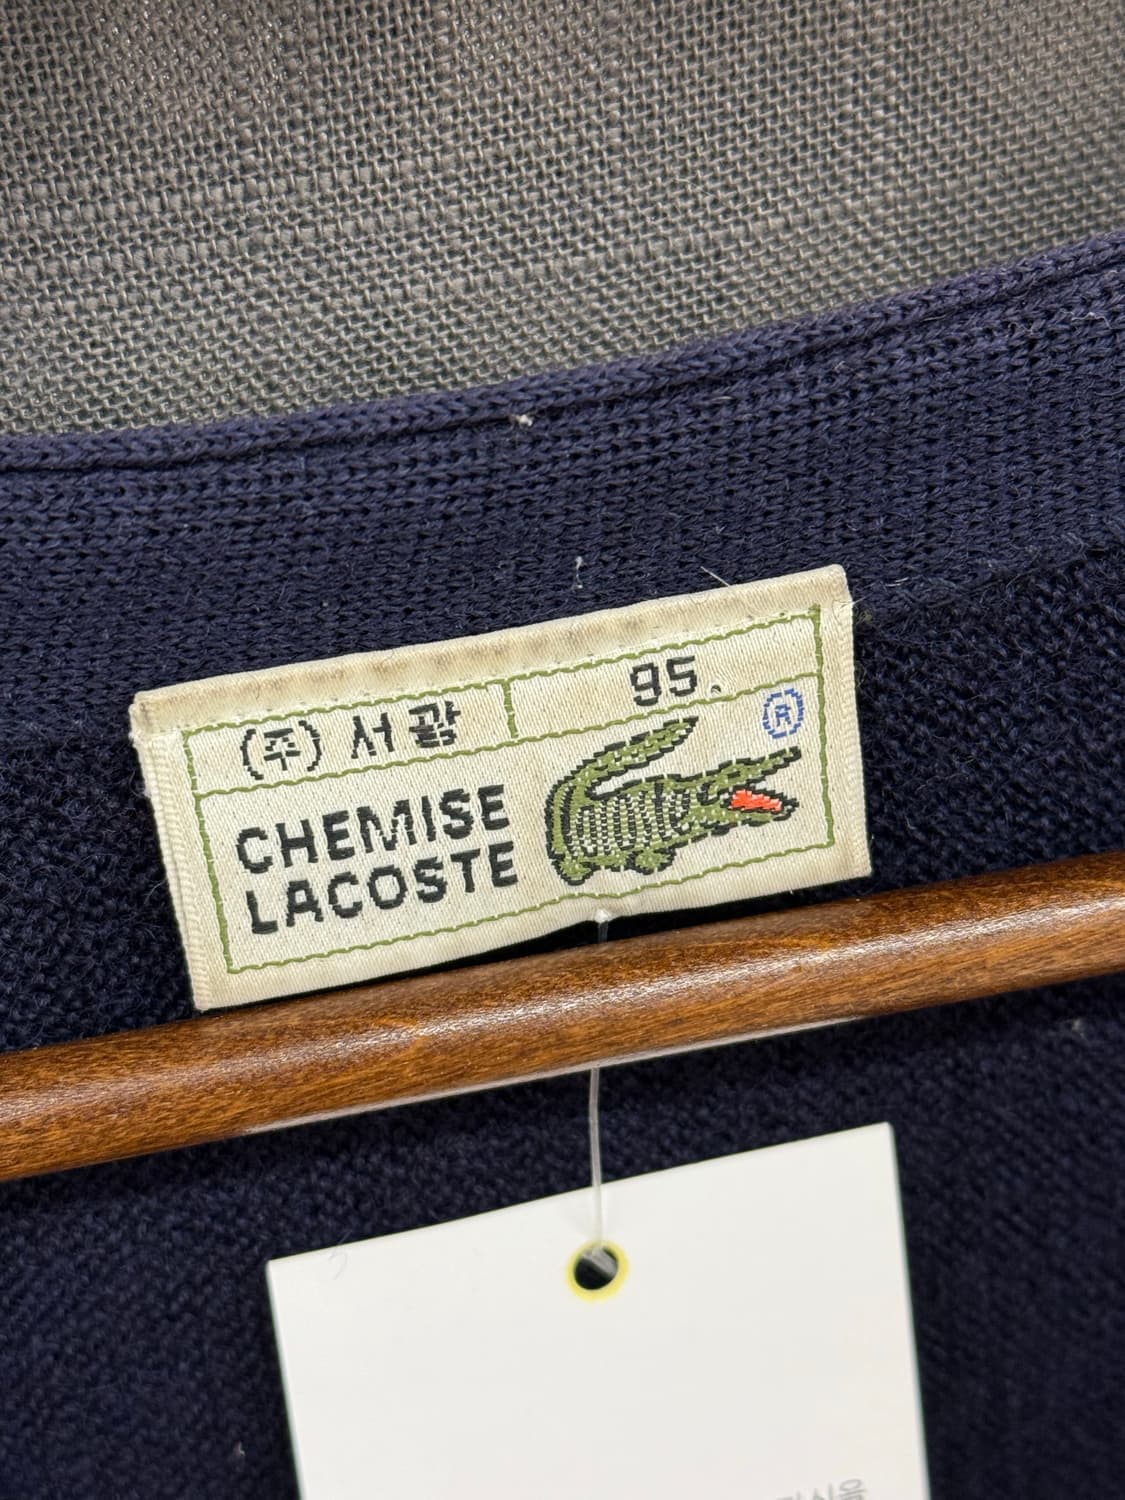 (주) 서광
95.
®
CHEMISE
LACOSTE